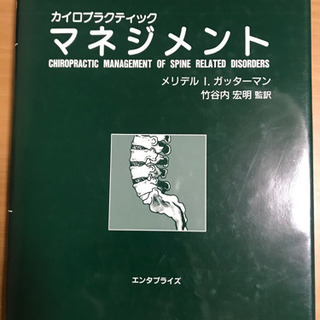 カイロプラクティック
マネジメント
CHIROPRACTIC MANAGEMENT OF SPINE RELATED DISORDERS
メリデル I. ガッターマン
竹谷内 宏明 監訳
エンタプライズ